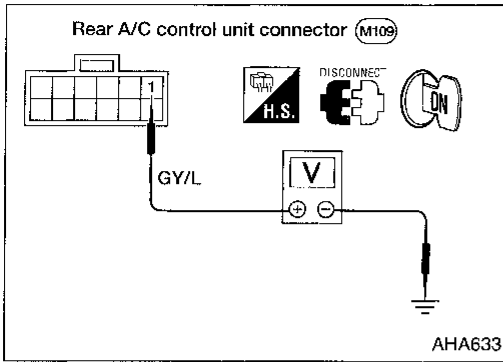 Rear A/C control unit connector (M109)
1
H.S.
DISCONNECT
ON
GY/L
V
+ −
AHA633